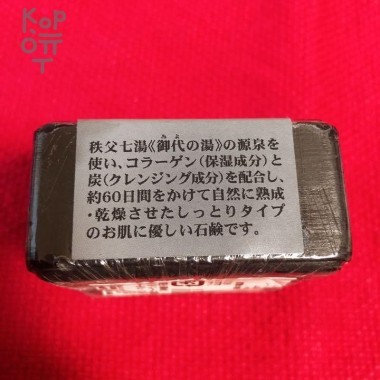 КОР
ОПТ
秩父七湯《御代の湯》の源泉を
使い、コラーゲン(保湿成分)と
炭(クレンジング成分)を配合し、
約60日間をかけて自然に熟成
・乾燥させたしっとりタイプ
のお肌に優しい石鹸です。